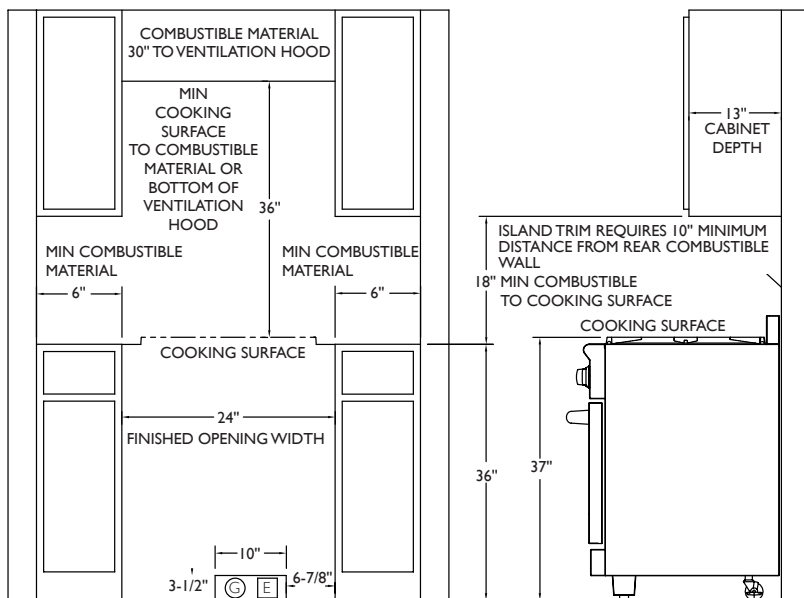 COMBUSTIBLE MATERIAL
30" TO VENTILATION HOOD
MIN
COOKING
SURFACE
TO COMBUSTIBLE
MATERIAL OR
BOTTOM OF
VENTILATION
HOOD
36"
MIN COMBUSTIBLE
MATERIAL
6"
MIN COMBUSTIBLE
MATERIAL
6"
COOKING SURFACE
24"
FINISHED OPENING WIDTH
10"
3-1/2"
G
E
6-7/8"
13"
CABINET
DEPTH
ISLAND TRIM REQUIRES 10" MINIMUM
DISTANCE FROM REAR COMBUSTIBLE
WALL
18" MIN COMBUSTIBLE
TO COOKING SURFACE
COOKING SURFACE
36"
37"